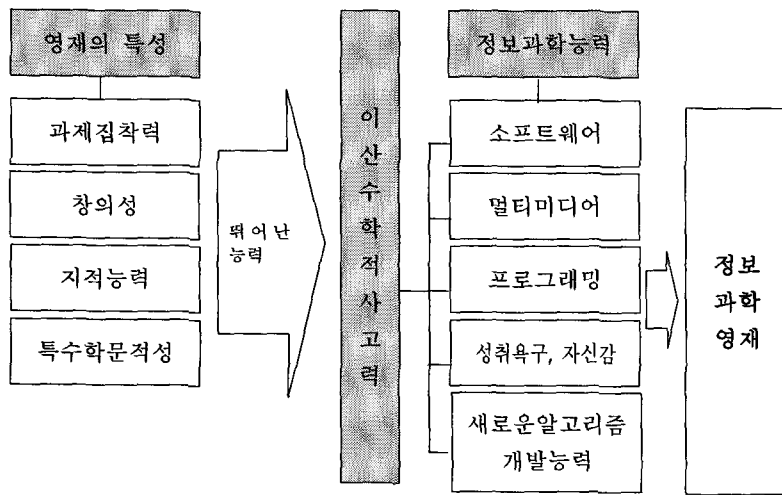 영재의 특성
과제집착력
창의성
지적능력
특수학문적성
뛰어난
능력
이산수학적사고력
정보과학능력
소프트웨어
멀티미디어
프로그래밍
성취욕구, 자신감
새로운알고리즘
개발능력
정보
과학
영재